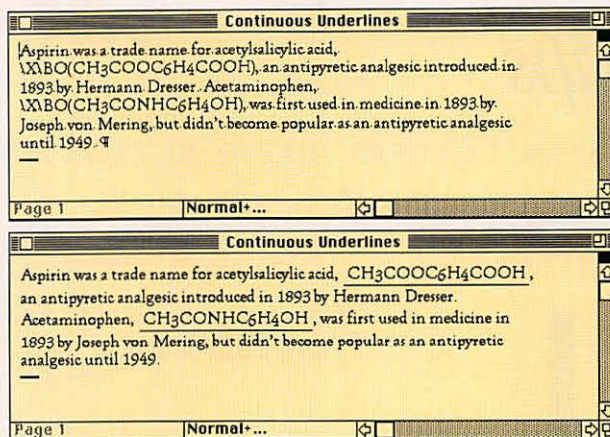 Continuous Underlines
Aspirin was a trade name for acetylsalicylic acid,
\X\BO(CH3COOC6H4COOH), an antipyretic analgesic introduced in
1893 by Hermann Dresser. Acetaminophen,
\X\BO(CH3CONHC6H4OH), was first used in medicine in 1893 by
Joseph von Mering, but didn't become popular as an antipyretic analgesic
until 1949. ¶
Page 1 Normal+...
Continuous Underlines
Aspirin was a trade name for acetylsalicylic acid, CH3COOC6H4COOH,
an antipyretic analgesic introduced in 1893 by Hermann Dresser.
Acetaminophen, CH3CONHC6H4OH, was first used in medicine in
1893 by Joseph von Mering, but didn't become popular as an antipyretic
analgesic until 1949.
Page 1 Normal+...